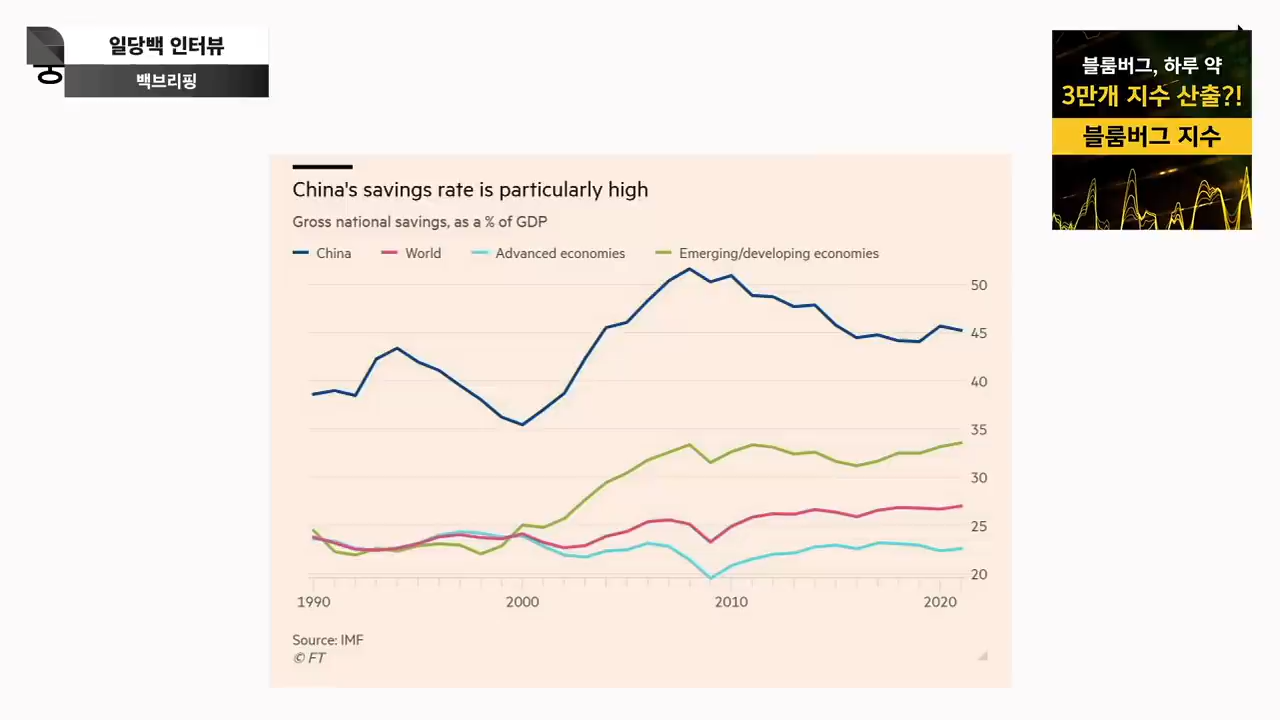 일당백 인터뷰
백브리핑
블룸버그, 하루 약
3만개 지수 산출?!
블룸버그 지수
China's savings rate is particularly high
Gross national savings, as a % of GDP
China World Advanced economies Emerging/developing economies
50
45
40
35
30
25
20
1990 2000 2010 2020
Source: IMF
© FT